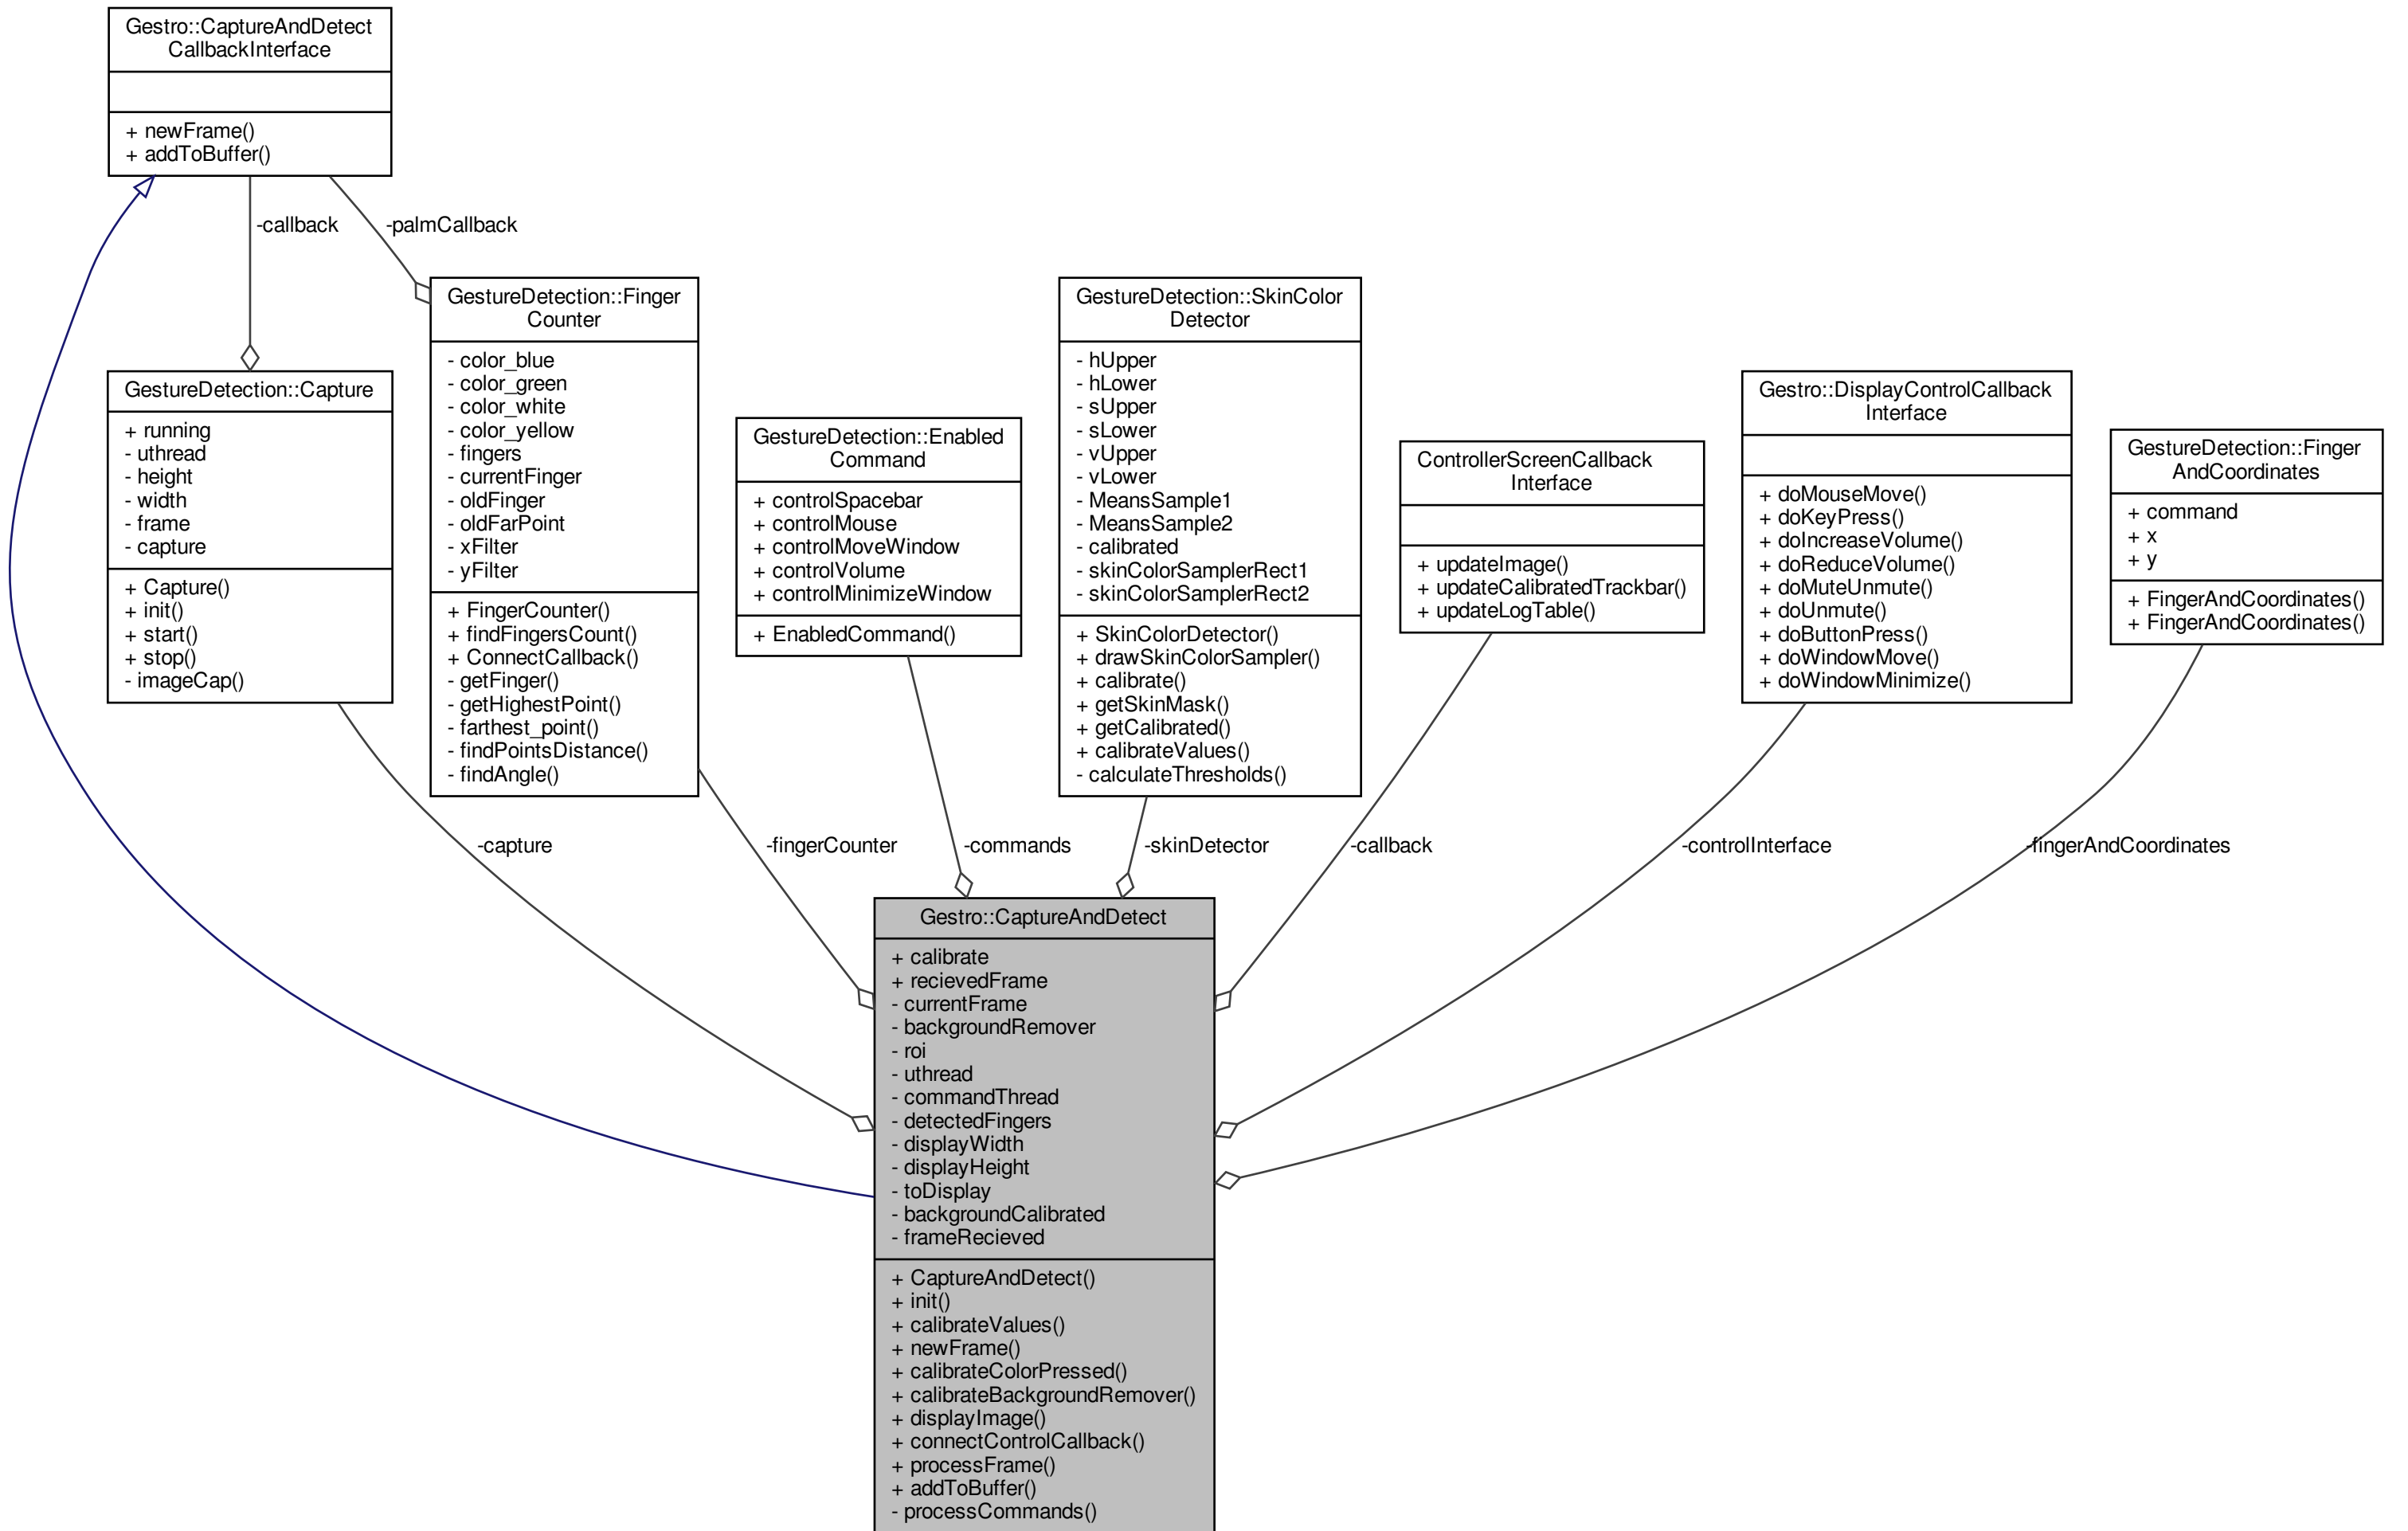 Gestro::CaptureAndDetect
CallbackInterface
+ newFrame()
+ addToBuffer()
-callback
-palmCallback
GestureDetection::Capture
+ running
- uthread
- height
- width
- frame
- capture
+ Capture()
+ init()
+ start()
+ stop()
- imageCap()
GestureDetection::Finger
Counter
- color_blue
- color_green
- color_white
- color_yellow
- fingers
- currentFinger
- oldFinger
- oldFarPoint
- xFilter
- yFilter
+ FingerCounter()
+ findFingersCount()
+ ConnectCallback()
- getFinger()
- getHighestPoint()
- farthest_point()
- findPointsDistance()
- findAngle()
GestureDetection::Enabled
Command
+ controlSpacebar
+ controlMouse
+ controlMoveWindow
+ controlVolume
+ controlMinimizeWindow
+ EnabledCommand()
GestureDetection::SkinColor
Detector
- hUpper
- hLower
- sUpper
- sLower
- vUpper
- vLower
- MeansSample1
- MeansSample2
- calibrated
- skinColorSamplerRect1
- skinColorSamplerRect2
+ SkinColorDetector()
+ drawSkinColorSampler()
+ calibrate()
+ getSkinMask()
+ getCalibrated()
+ calibrateValues()
- calculateThresholds()
ControllerScreenCallback
Interface
+ updateImage()
+ updateCalibratedTrackbar()
+ updateLogTable()
Gestro::DisplayControlCallback
Interface
+ doMouseMove()
+ doKeyPress()
+ doIncreaseVolume()
+ doReduceVolume()
+ doMuteUnmute()
+ doUnmute()
+ doButtonPress()
+ doWindowMove()
+ doWindowMinimize()
GestureDetection::Finger
AndCoordinates
+ command
+ x
+ y
+ FingerAndCoordinates()
+ FingerAndCoordinates()
-capture
-fingerCounter
-commands
-skinDetector
-callback
-controlInterface
-fingerAndCoordinates
Gestro::CaptureAndDetect
+ calibrate
+ recievedFrame
- currentFrame
- backgroundRemover
- roi
- uthread
- commandThread
- detectedFingers
- displayWidth
- displayHeight
- toDisplay
- backgroundCalibrated
- frameRecieved
+ CaptureAndDetect()
+ init()
+ calibrateValues()
+ newFrame()
+ calibrateColorPressed()
+ calibrateBackgroundRemover()
+ displayImage()
+ connectControlCallback()
+ processFrame()
+ addToBuffer()
- processCommands()